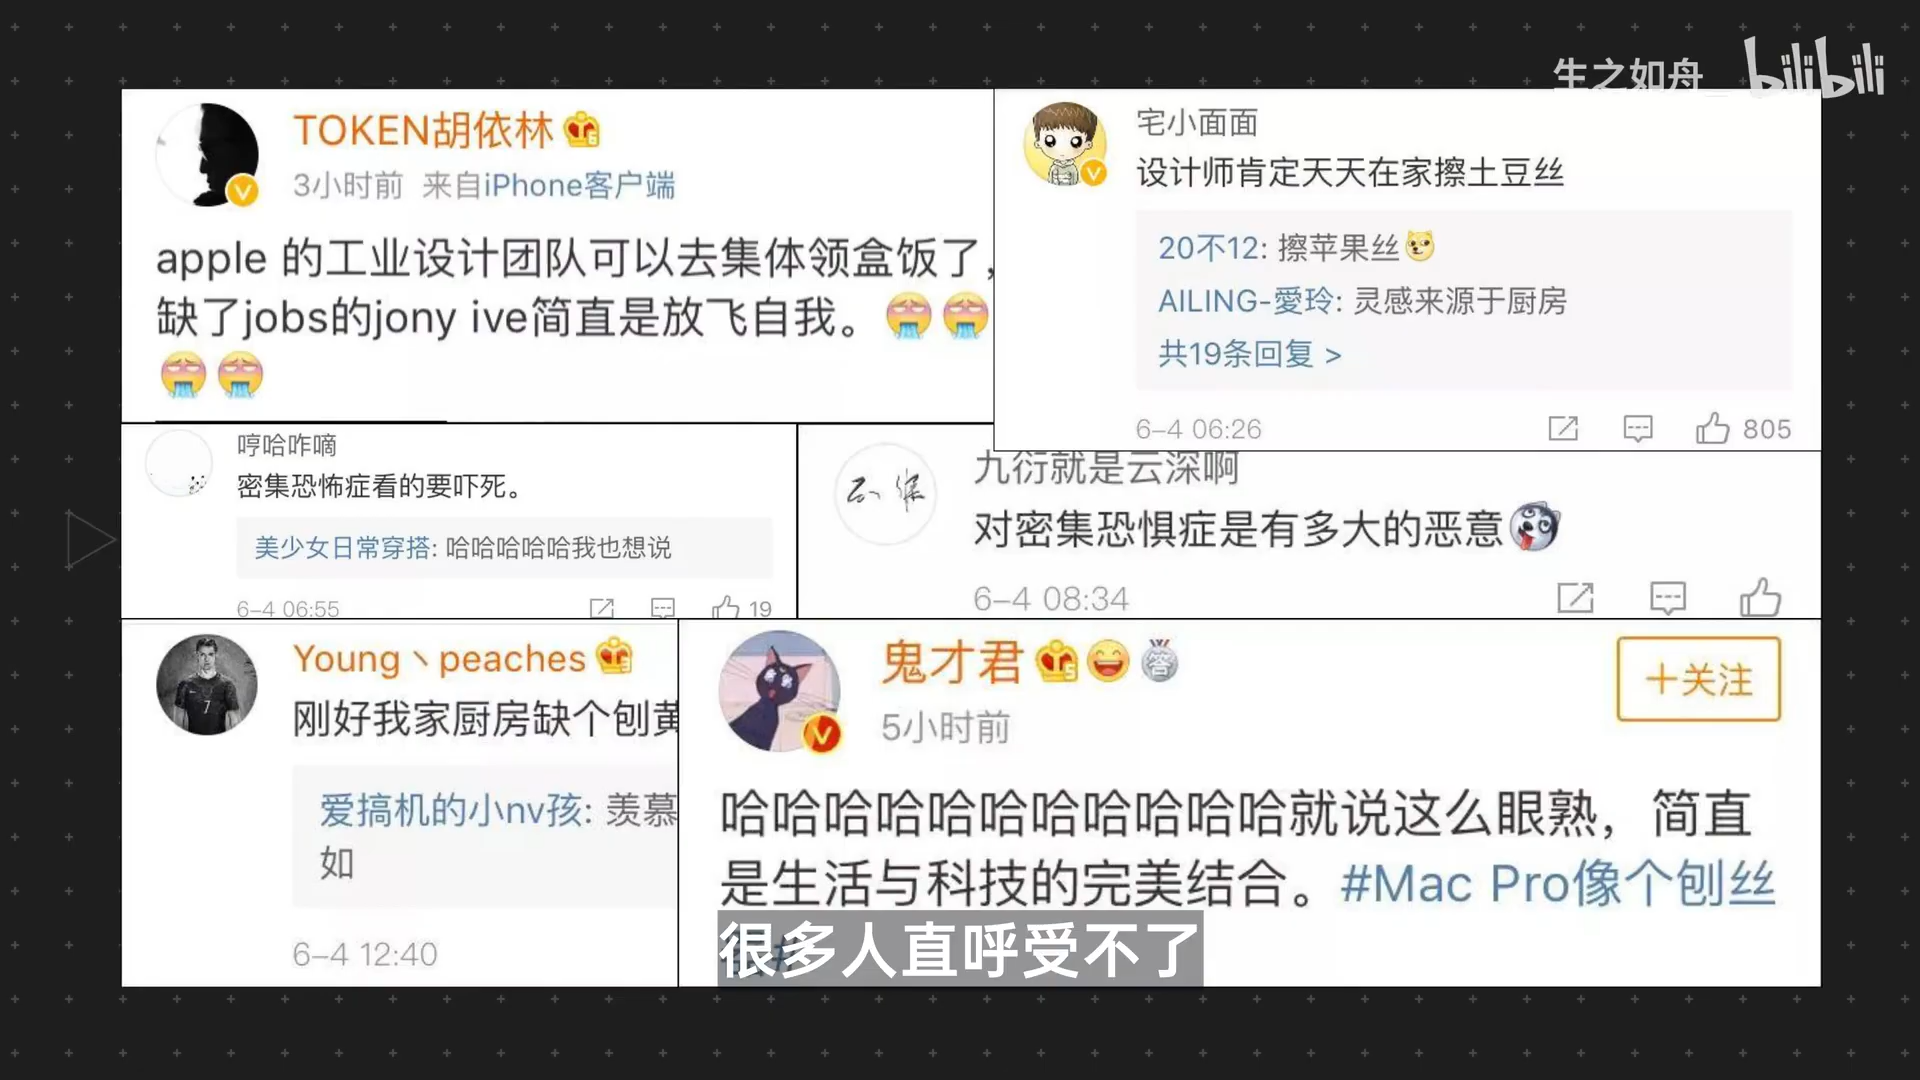 生之如舟_ bilibili
TOKEN胡依林
3小时前 来自iPhone客户端
apple 的工业设计团队可以去集体领盒饭了，
缺了jobs的jony ive简直是放飞自我。
宅小面面
设计师肯定天天在家擦土豆丝
20不12: 擦苹果丝
AILING-愛玲: 灵感来源于厨房
共19条回复 >
6-4 06:26
805
哼哈咋嘀
密集恐怖症看的要吓死。
美少女日常穿搭: 哈哈哈哈哈我也想说
6-4 06:55
19
九衍就是云深啊
对密集恐惧症是有多大的恶意
6-4 08:34
Young丶peaches
刚好我家厨房缺个刨黄
爱搞机的小nv孩: 羡慕
如
6-4 12:40
鬼才君
5小时前
+关注
哈哈哈哈哈哈哈哈哈哈哈就说这么眼熟，简直
是生活与科技的完美结合。#Mac Pro像个刨丝
很多人直呼受不了